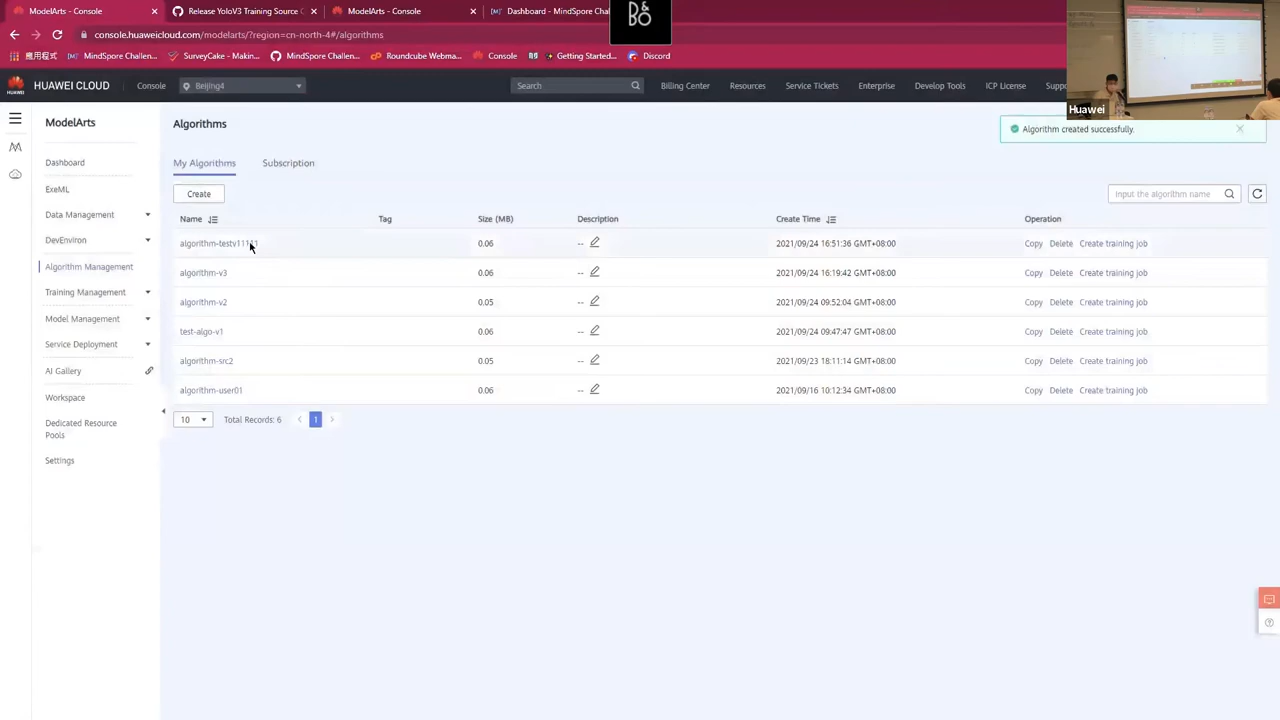 ModelArts - Console
Release YoloV3 Training Source C
ModelArts - Console
Dashboard - MindSpore Chal
B&BO
console.huaweicloud.com/modelarts/?region=cn-north-4#/algorithms
應用程式
MindSpore Challen...
SurveyCake - Makin...
MindSpore Challen...
Roundcube Webma...
Console
Getting Started...
Discord
HUAWEI CLOUD
Console
Beijing4
Search
Billing Center
Resources
Service Tickets
Enterprise
Develop Tools
ICP License
Huawei
ModelArts
Algorithms
Algorithm created successfully.
Dashboard
My Algorithms
Subscription
ExeML
Create
Input the algorithm name
Data Management
Name
Tag
Size (MB)
Description
Create Time
Operation
DevEnviron
0.06
--
2021/09/24 16:51:36 GMT+08:00
Copy
Delete
Create training job
Algorithm Management
algorithm-v3
0.06
--
2021/09/24 16:19:42 GMT+08:00
Copy
Delete
Create training job
Training Management
algorithm-v2
0.05
--
2021/09/24 09:52:04 GMT+08:00
Copy
Delete
Create training job
Model Management
test-algo-v1
0.06
--
2021/09/24 09:47:47 GMT+08:00
Copy
Delete
Create training job
Service Deployment
algorithm-src2
0.05
--
2021/09/23 18:11:14 GMT+08:00
Copy
Delete
Create training job
AI Gallery
algorithm-user01
0.06
--
2021/09/16 10:12:34 GMT+08:00
Copy
Delete
Create training job
Workspace
10
Total Records: 6
1
Dedicated Resource
Pools
Settings